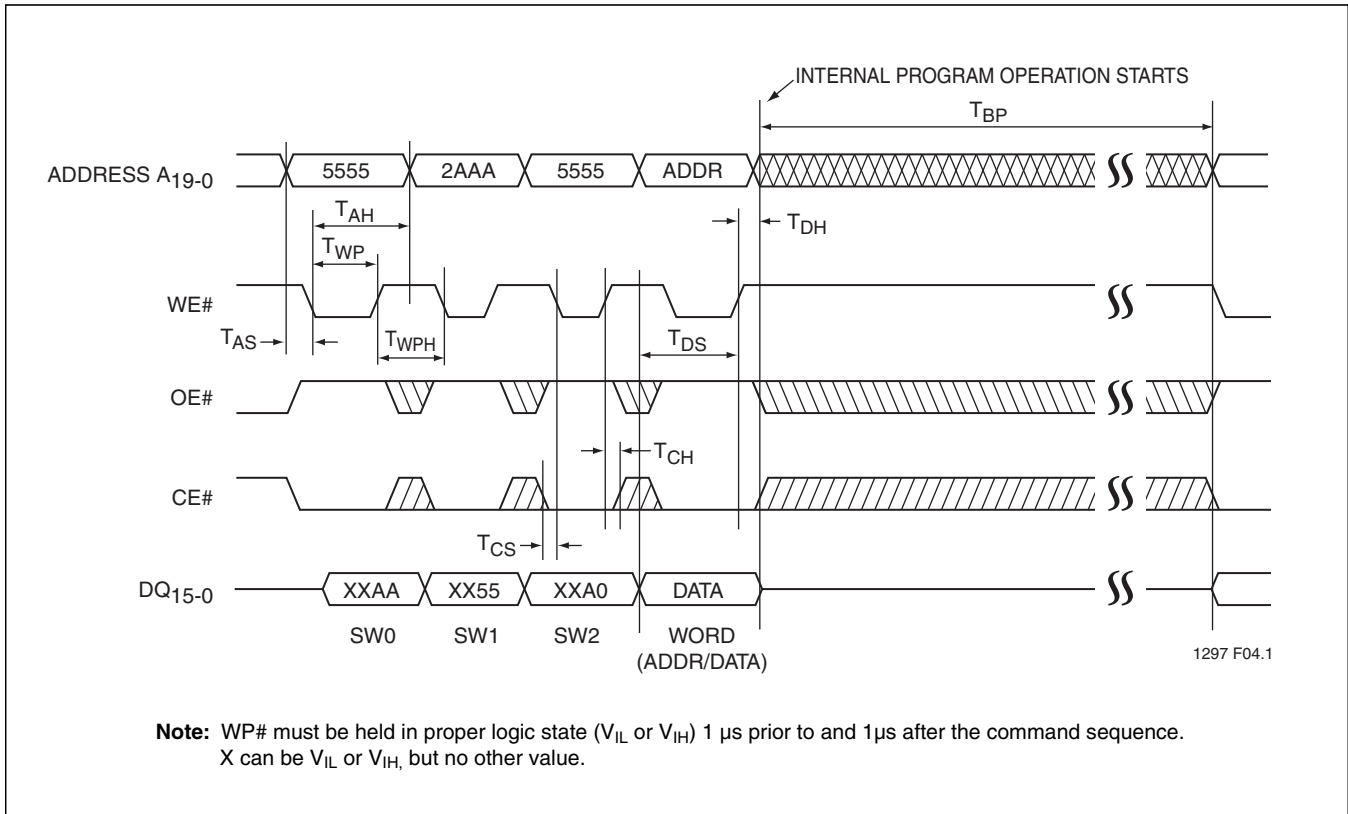 INTERNAL PROGRAM OPERATION STARTS
TBP
ADDRESS A19-0
5555
2AAA
5555
ADDR
TAH
TDH
TWP
WE#
TAS
TWPH
TDS
OE#
TCH
CE#
TCS
DQ15-0
XXAA
XX55
XXA0
DATA
SW0
SW1
SW2
WORD
(ADDR/DATA)
1297 F04.1
Note: WP# must be held in proper logic state (VIL or VIH) 1 µs prior to and 1µs after the command sequence.
X can be VIL or VIH, but no other value.